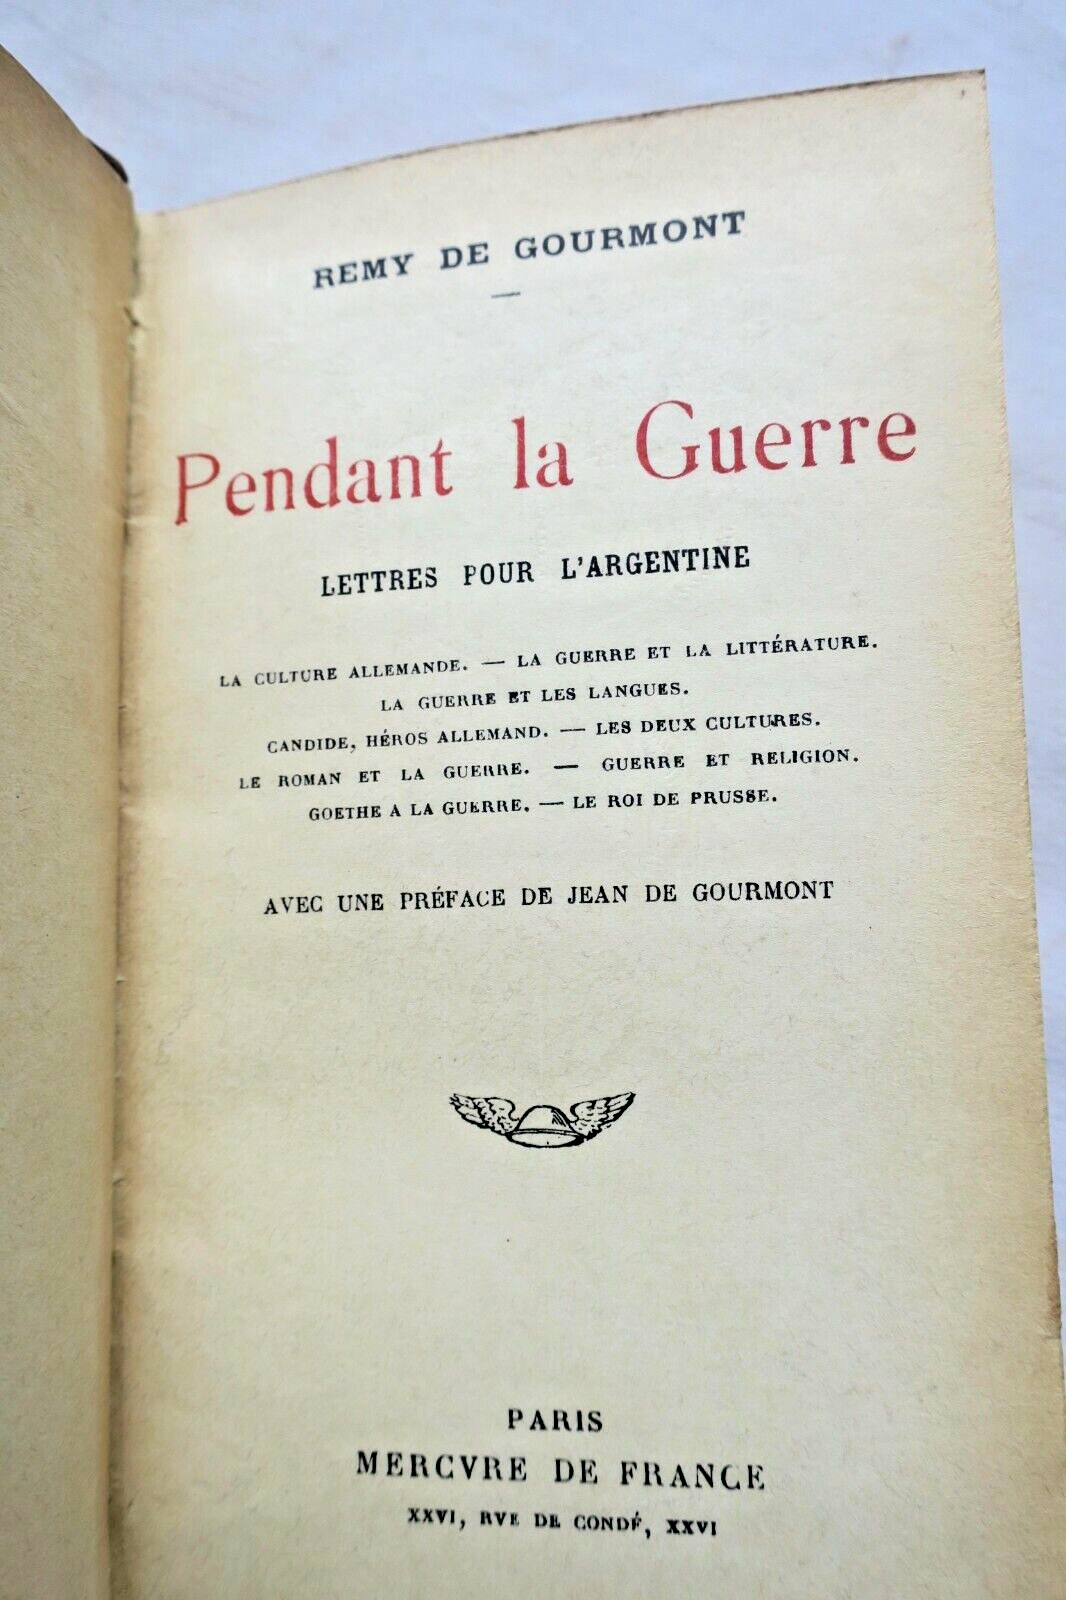 REMY DE GOURMONT
Pendant la Guerre
LETTRES POUR L'ARGENTINE
LA CULTURE ALLEMANDE. — LA GUERRE ET LA LITTÉRATURE.
LA GUERRE ET LES LANGUES.
CANDIDE, HÉROS ALLEMAND. — LES DEUX CULTURES.
LE ROMAN ET LA GUERRE. — GUERRE ET RELIGION.
GOETHE A LA GUERRE. — LE ROI DE PRUSSE.
AVEC UNE PRÉFACE DE JEAN DE GOURMONT
PARIS
MERCVRE DE FRANCE
XXVI, RVE DE CONDÉ, XXVI